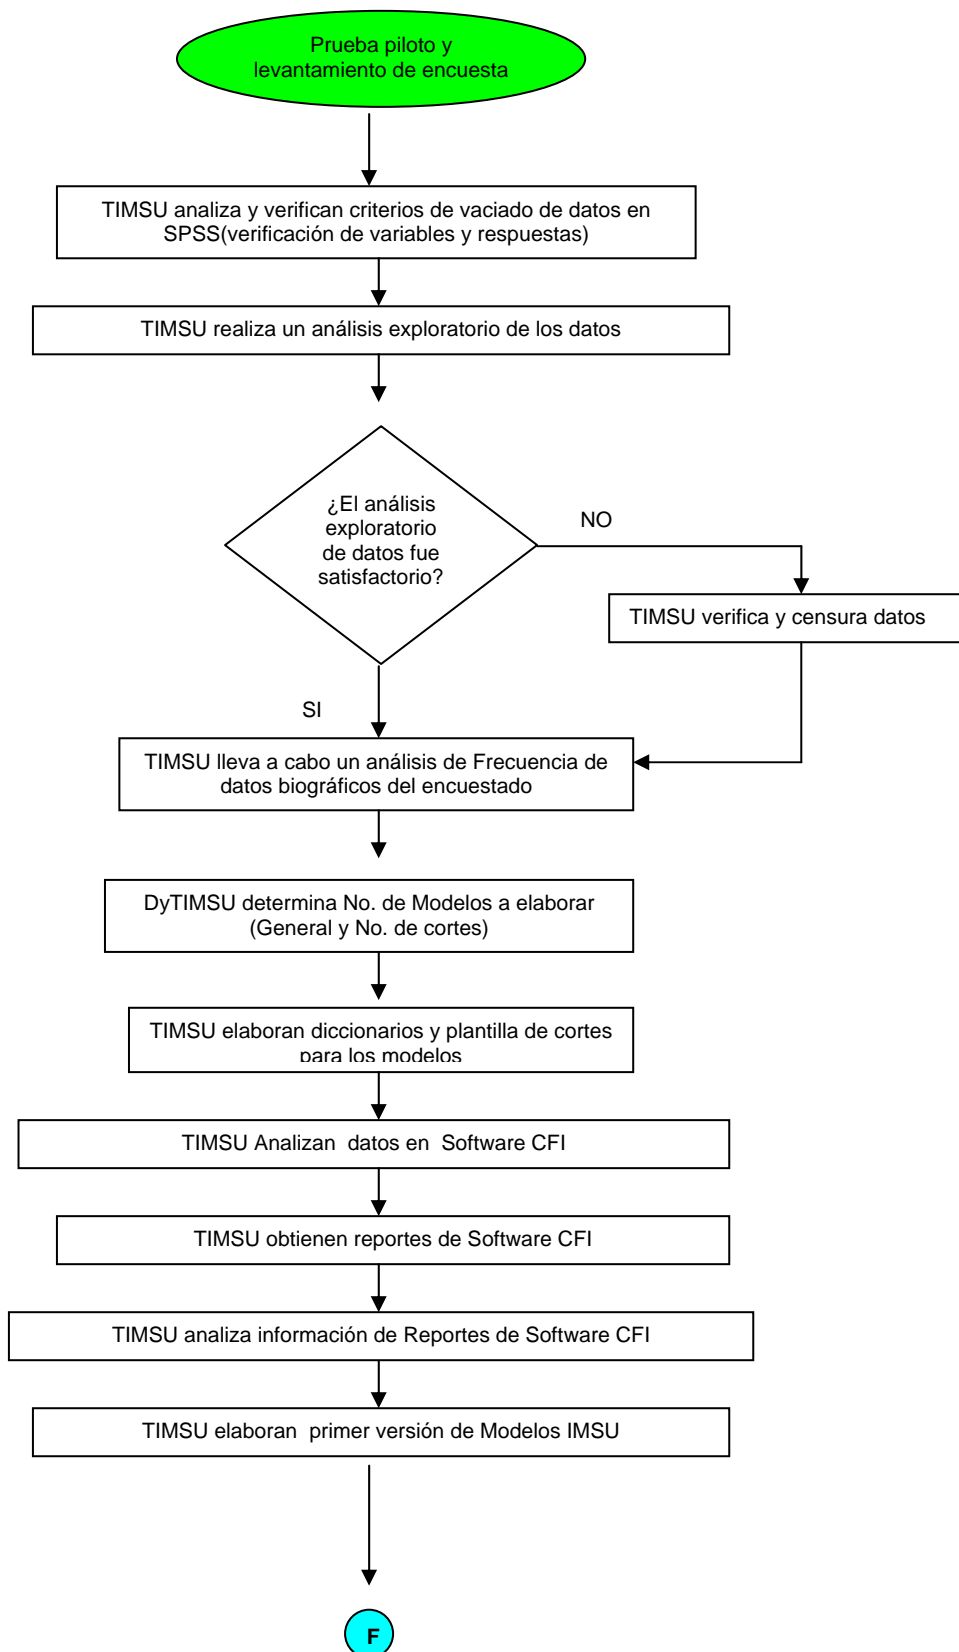 Prueba piloto y
levantamiento de encuesta
TIMSU analiza y verifican criterios de vaciado de datos en
SPSS(verificación de variables y respuestas)
TIMSU realiza un análisis exploratorio de los datos
¿El análisis
exploratorio
de datos fue
satisfactorio?
NO
TIMSU verifica y censura datos
SI
TIMSU lleva a cabo un análisis de Frecuencia de
datos biográficos del encuestado
DyTIMSU determina No. de Modelos a elaborar
(General y No. de cortes)
TIMSU elaboran diccionarios y plantilla de cortes
para los modelos
TIMSU Analizan  datos en  Software CFI
TIMSU obtienen reportes de Software CFI
TIMSU analiza información de Reportes de Software CFI
TIMSU elaboran  primer versión de Modelos IMSU
F